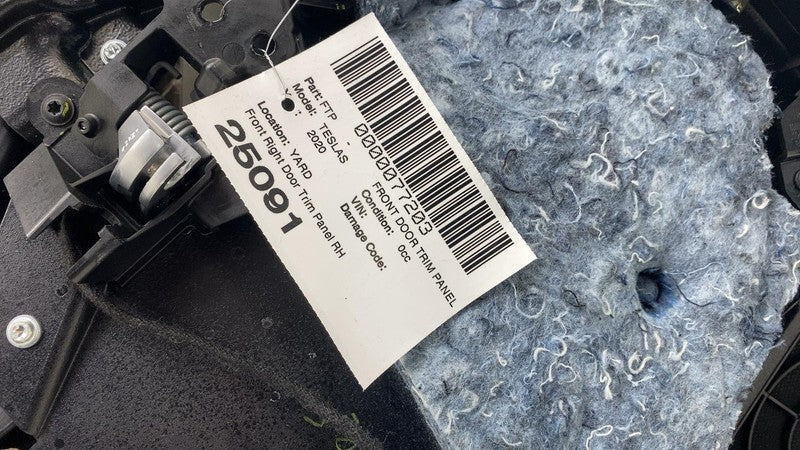 0000077203
Part: FTP - FRONT DOOR TRIM PANEL
Model: TESLAS Condition: 0cc
: 2020 VIN:
Damage Code:
Location: YARD
Front Right Door Trim Panel RH
25091